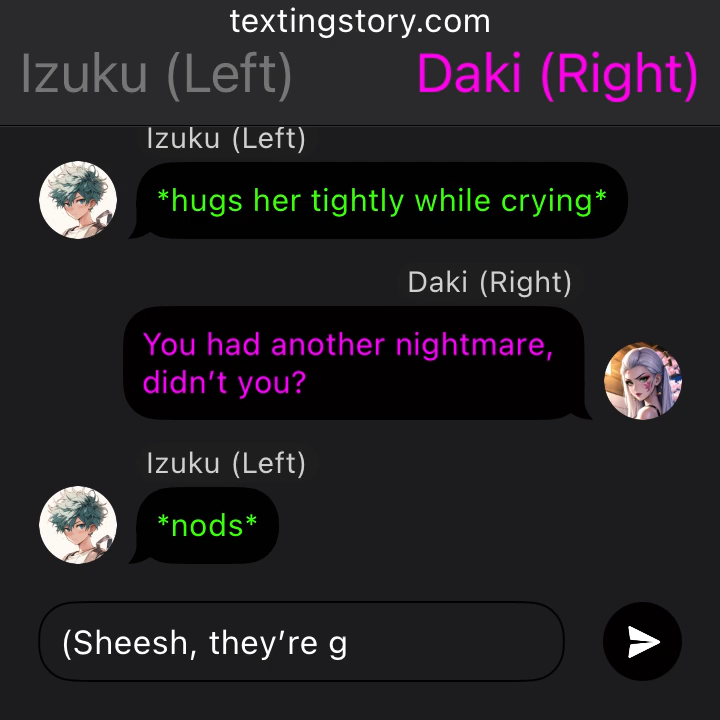 textingstory.com
Izuku (Left)
Daki (Right)
Izuku (Left)
*hugs her tightly while crying*
Daki (Right)
You had another nightmare,
didn’t you?
Izuku (Left)
*nods*
(Sheesh, they’re g